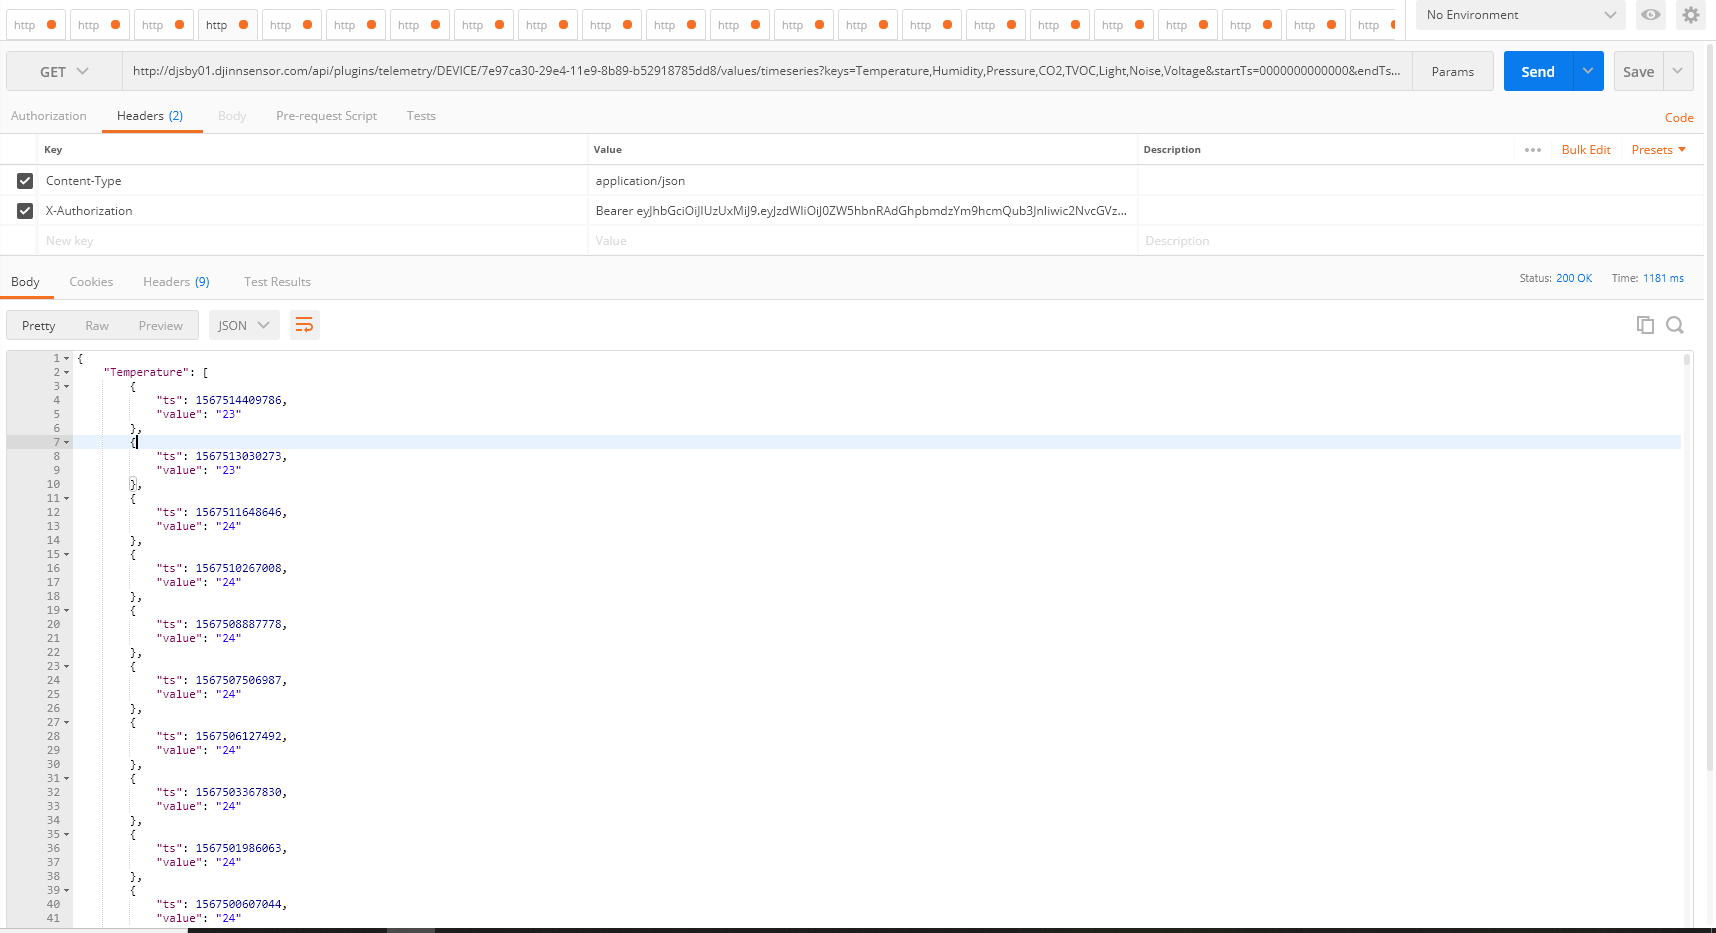 http http http http http http http http http http http http http http http http http http http http http http No Environment
GET http://djsby01.djinnsensor.com/api/plugins/telemetry/DEVICE/7e97ca30-29e4-11e9-8b89-b52918785dd8/values/timeseries?keys=Temperature,Humidity,Pressure,CO2,TVOC,Light,Noise,Voltage&startTs=0000000000000&endTs... Params Send Save
Authorization Headers (2) Body Pre-request Script Tests Code
Key Value Description ••• Bulk Edit Presets
Content-Type application/json
X-Authorization Bearer eyJhbGciOiJIUzUxMiJ9.eyJzdWIiOiJ0ZW5hbnRAdGhpbmdzYm9hcmQub3JnIiwic2NvcGVz...
New key Value Description
Body Cookies Headers (9) Test Results Status: 200 OK Time: 1181 ms
Pretty Raw Preview JSON
1 {
2 "Temperature": [
3 {
4 "ts": 1567514409786,
5 "value": "23"
6 },
7 {
8 "ts": 1567513030273,
9 "value": "23"
10 },
11 {
12 "ts": 1567511648646,
13 "value": "24"
14 },
15 {
16 "ts": 1567510267008,
17 "value": "24"
18 },
19 {
20 "ts": 1567508887778,
21 "value": "24"
22 },
23 {
24 "ts": 1567507506987,
25 "value": "24"
26 },
27 {
28 "ts": 1567506127492,
29 "value": "24"
30 },
31 {
32 "ts": 1567503367830,
33 "value": "24"
34 },
35 {
36 "ts": 1567501986063,
37 "value": "24"
38 },
39 {
40 "ts": 1567500607044,
41 "value": "24"